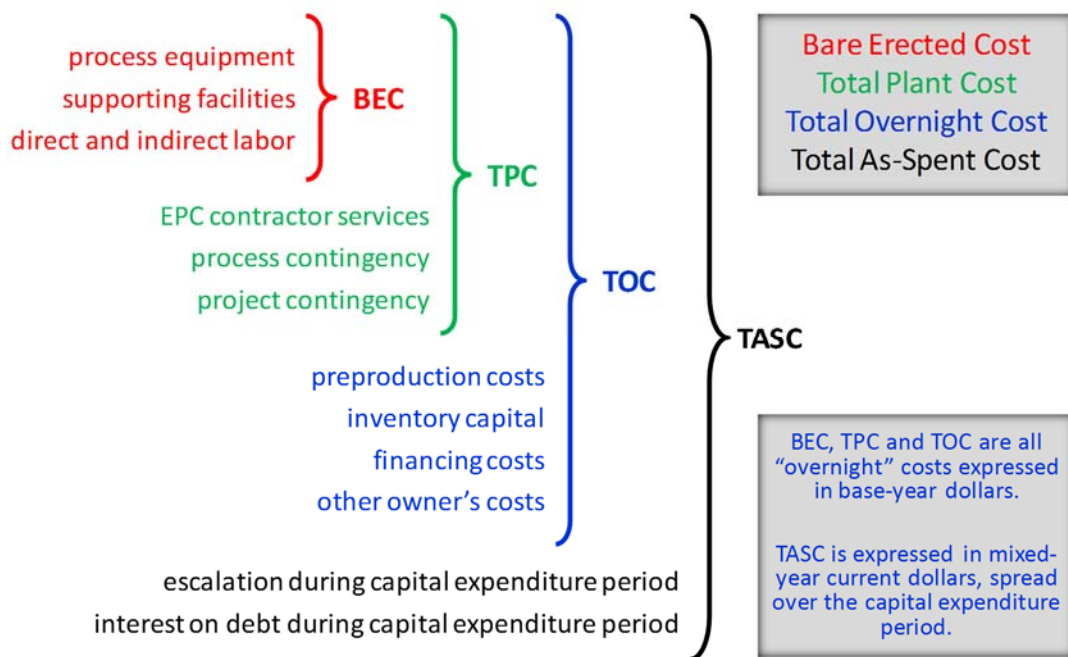 process equipment
supporting facilities
direct and indirect labor
BEC
EPC contractor services
process contingency
project contingency
TPC
preproduction costs
inventory capital
financing costs
other owner’s costs
TOC
escalation during capital expenditure period
interest on debt during capital expenditure period
TASC
Bare Erected Cost
Total Plant Cost
Total Overnight Cost
Total As-Spent Cost
BEC, TPC and TOC are all
“overnight” costs expressed
in base-year dollars.
TASC is expressed in mixed-
year current dollars, spread
over the capital expenditure
period.